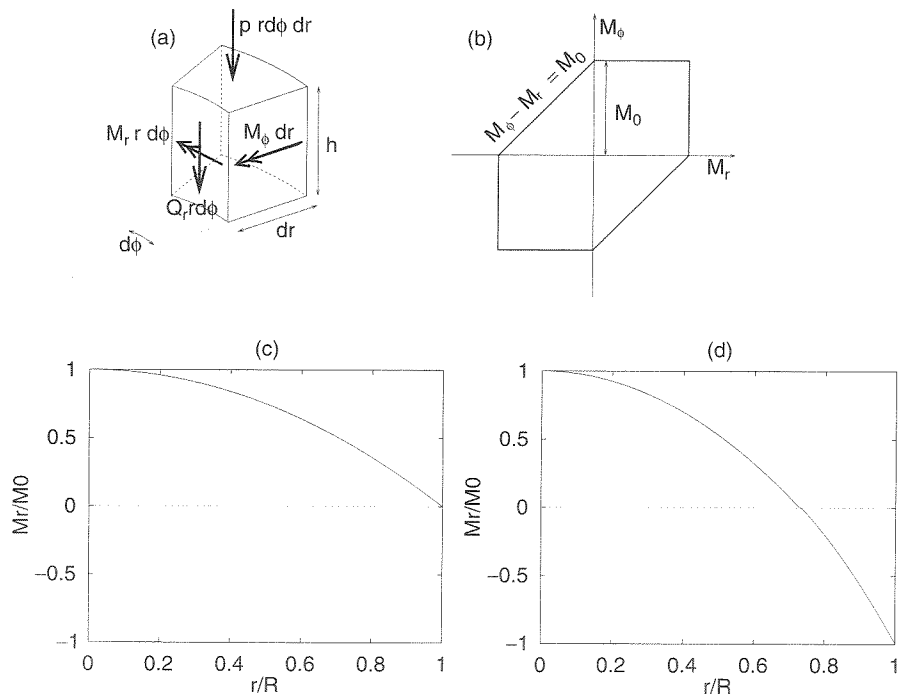 (a)
p rdϕ dr
M_r r dϕ
M_ϕ dr
h
Q_r rdϕ
dr
dϕ
(b)
M_ϕ
M_ϕ − M_r = M_0
M_0
M_r
(c)
1
0.5
0
−0.5
−1
Mr/M0
0 0.2 0.4 0.6 0.8 1
r/R
(d)
1
0.5
0
−0.5
−1
Mr/M0
0 0.2 0.4 0.6 0.8 1
r/R